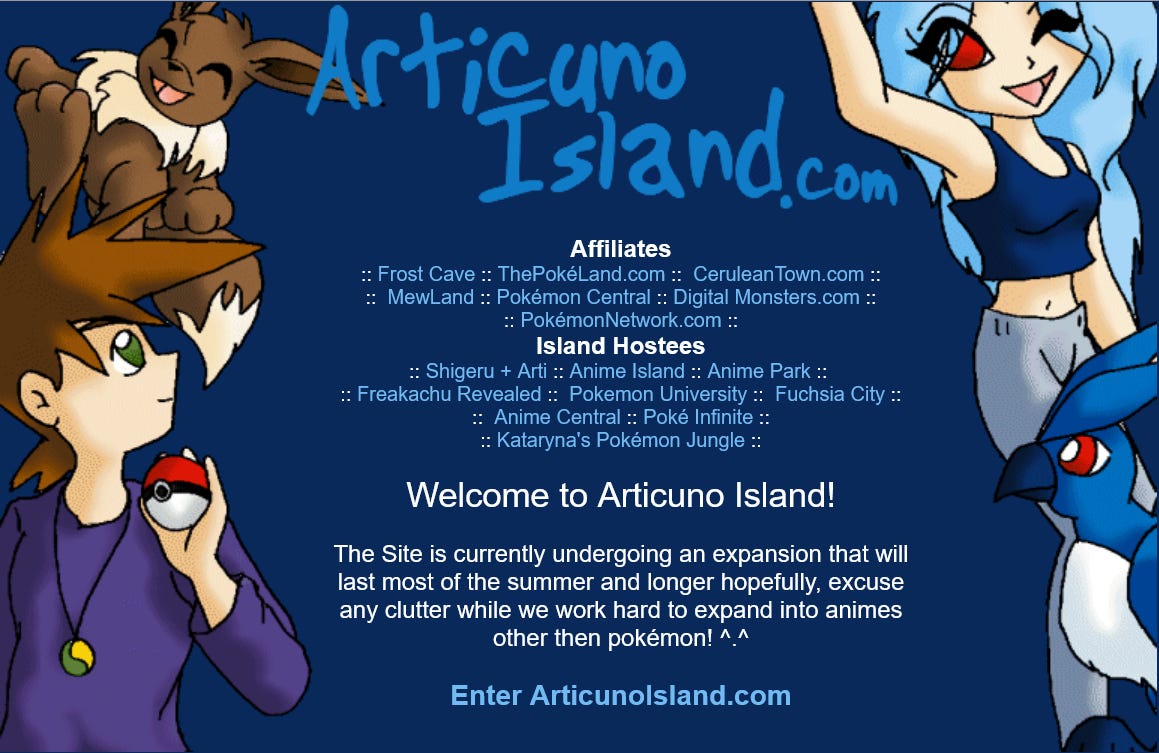 Articuno
Island.com
Affiliates
:: Frost Cave :: ThePokéLand.com :: CeruleanTown.com ::
:: MewLand :: Pokémon Central :: Digital Monsters.com ::
:: PokémonNetwork.com ::
Island Hostees
:: Shigeru + Arti :: Anime Island :: Anime Park ::
:: Freakachu Revealed :: Pokemon University :: Fuchsia City ::
:: Anime Central :: Poké Infinite ::
:: Kataryna's Pokémon Jungle ::
Welcome to Articuno Island!
The Site is currently undergoing an expansion that will
last most of the summer and longer hopefully, excuse
any clutter while we work hard to expand into animes
other then pokémon! ^.^
Enter ArticunoIsland.com